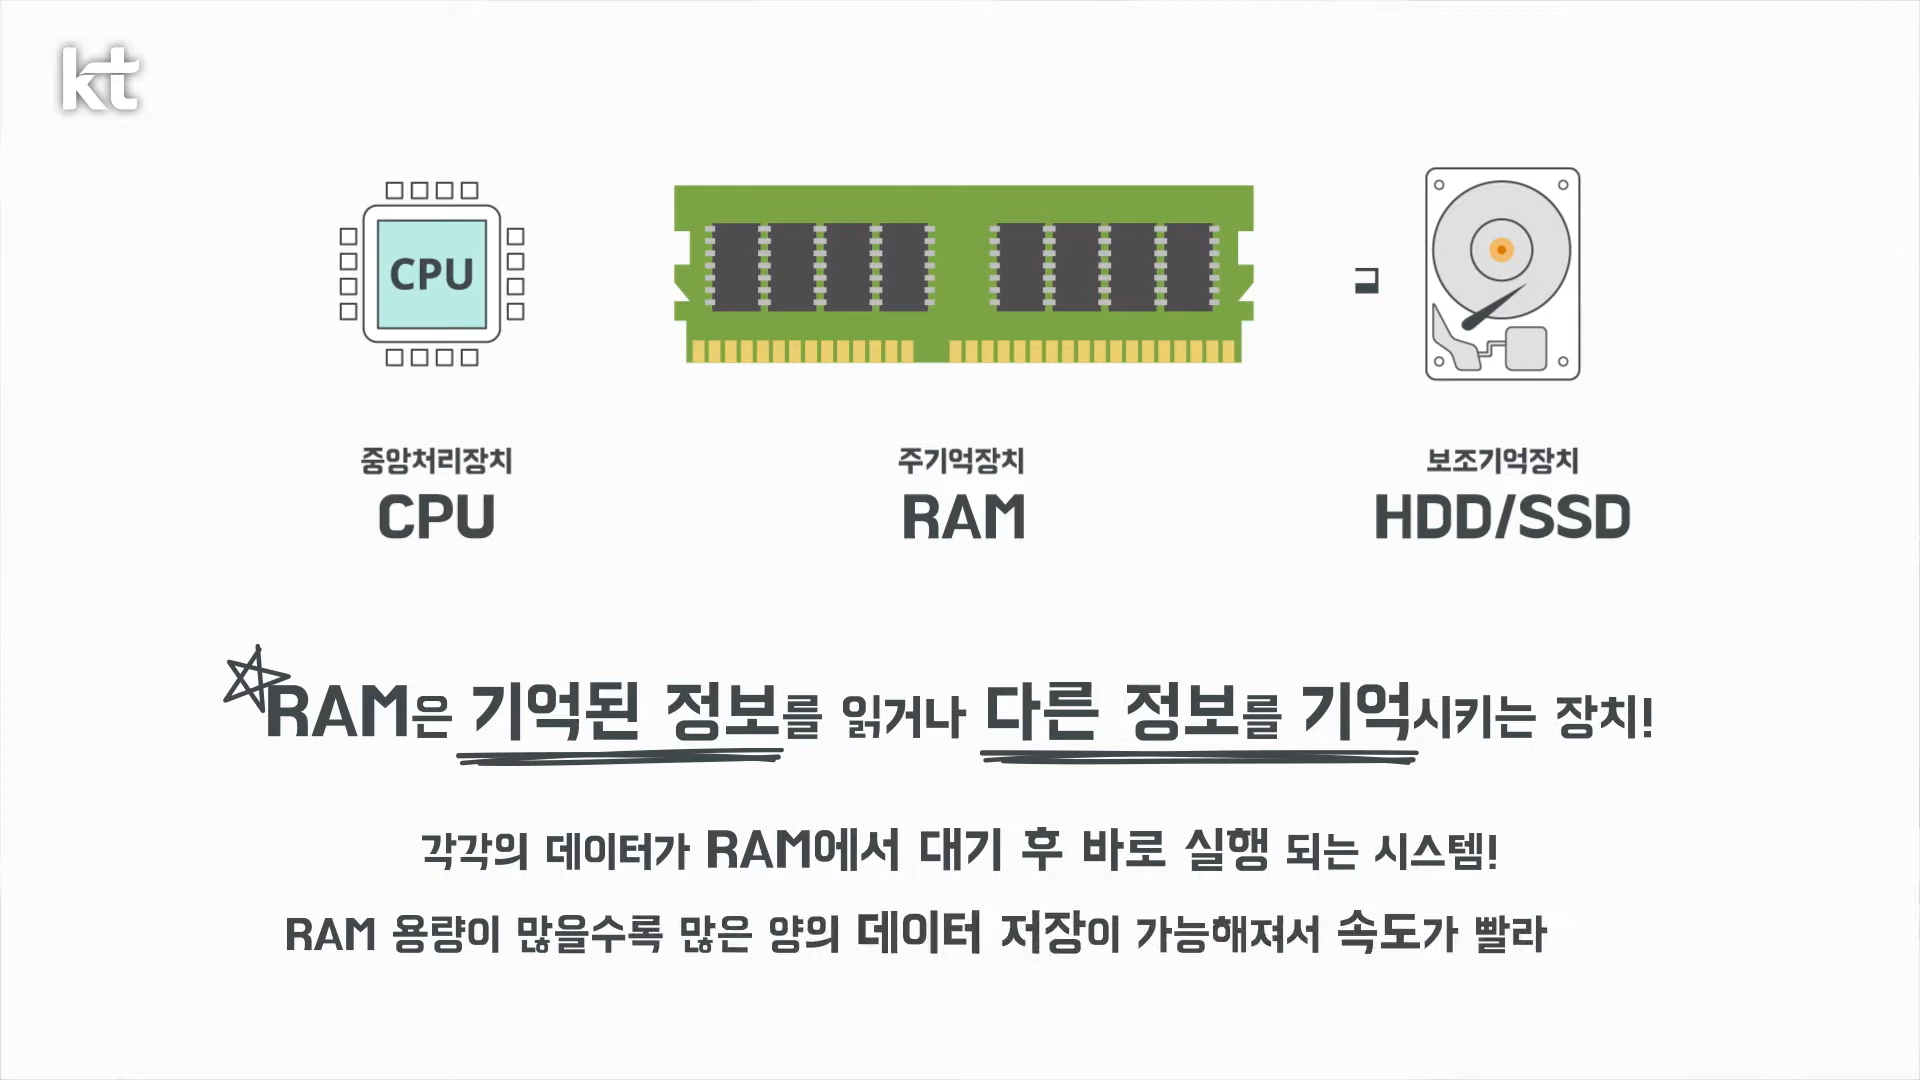 kt
CPU
중앙처리장치
CPU
주기억장치
RAM
보조기억장치
HDD/SSD
RAM은 기억된 정보를 읽거나 다른 정보를 기억시키는 장치!
각각의 데이터가 RAM에서 대기 후 바로 실행 되는 시스템!
RAM 용량이 많을수록 많은 양의 데이터 저장이 가능해져서 속도가 빨라